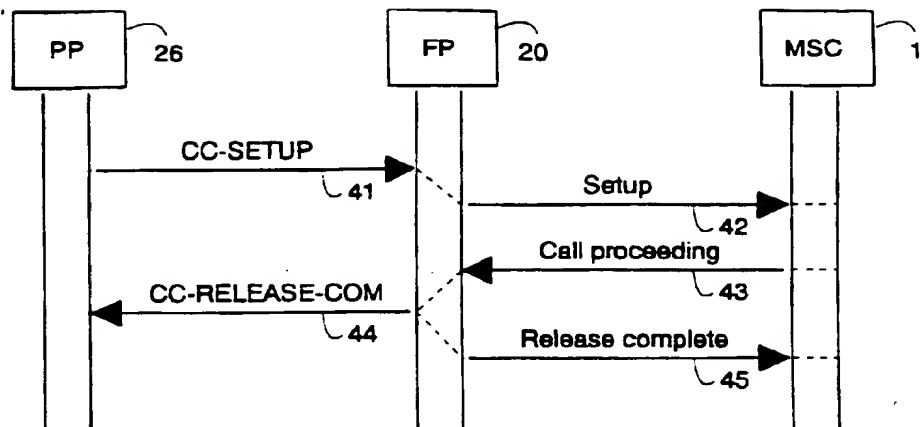 PP 26 FP 20 MSC 1
CC-SETUP
41
Setup
42
Call proceeding
43
CC-RELEASE-COM
44
Release complete
45